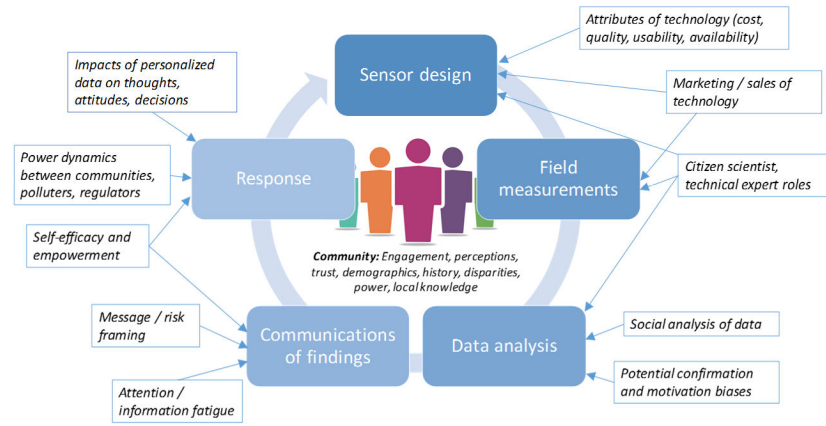 Attributes of technology (cost,
quality, usability, availability)
Sensor design
Impacts of personalized
data on thoughts,
attitudes, decisions
Marketing / sales of
technology
Power dynamics
between communities,
polluters, regulators
Response
Field
measurements
Citizen scientist,
technical expert roles
Self-efficacy and
empowerment
Community: Engagement, perceptions,
trust, demographics, history, disparities,
power, local knowledge
Message / risk
framing
Communications
of findings
Data analysis
Social analysis of data
Attention /
information fatigue
Potential confirmation
and motivation biases